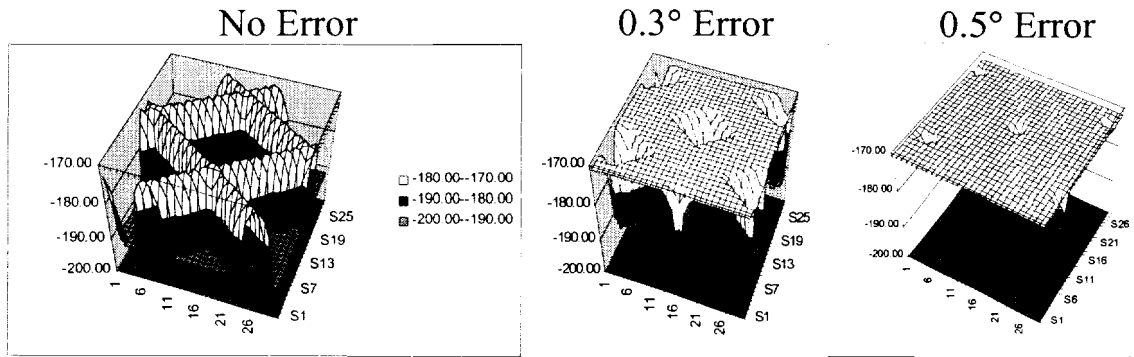 No Error
0.3° Error
0.5° Error
-170.00
-180.00
-190.00
-200.00
1
6
11
16
21
26
S1
S7
S13
S19
S25
-180.00--170.00
-190.00--180.00
-200.00--190.00
-170.00
-180.00
-190.00
-200.00
1
6
11
16
21
26
S1
S7
S13
S19
S25
-170.00
-180.00
-190.00
-200.00
1
6
11
16
21
26
S1
S6
S11
S16
S21
S26